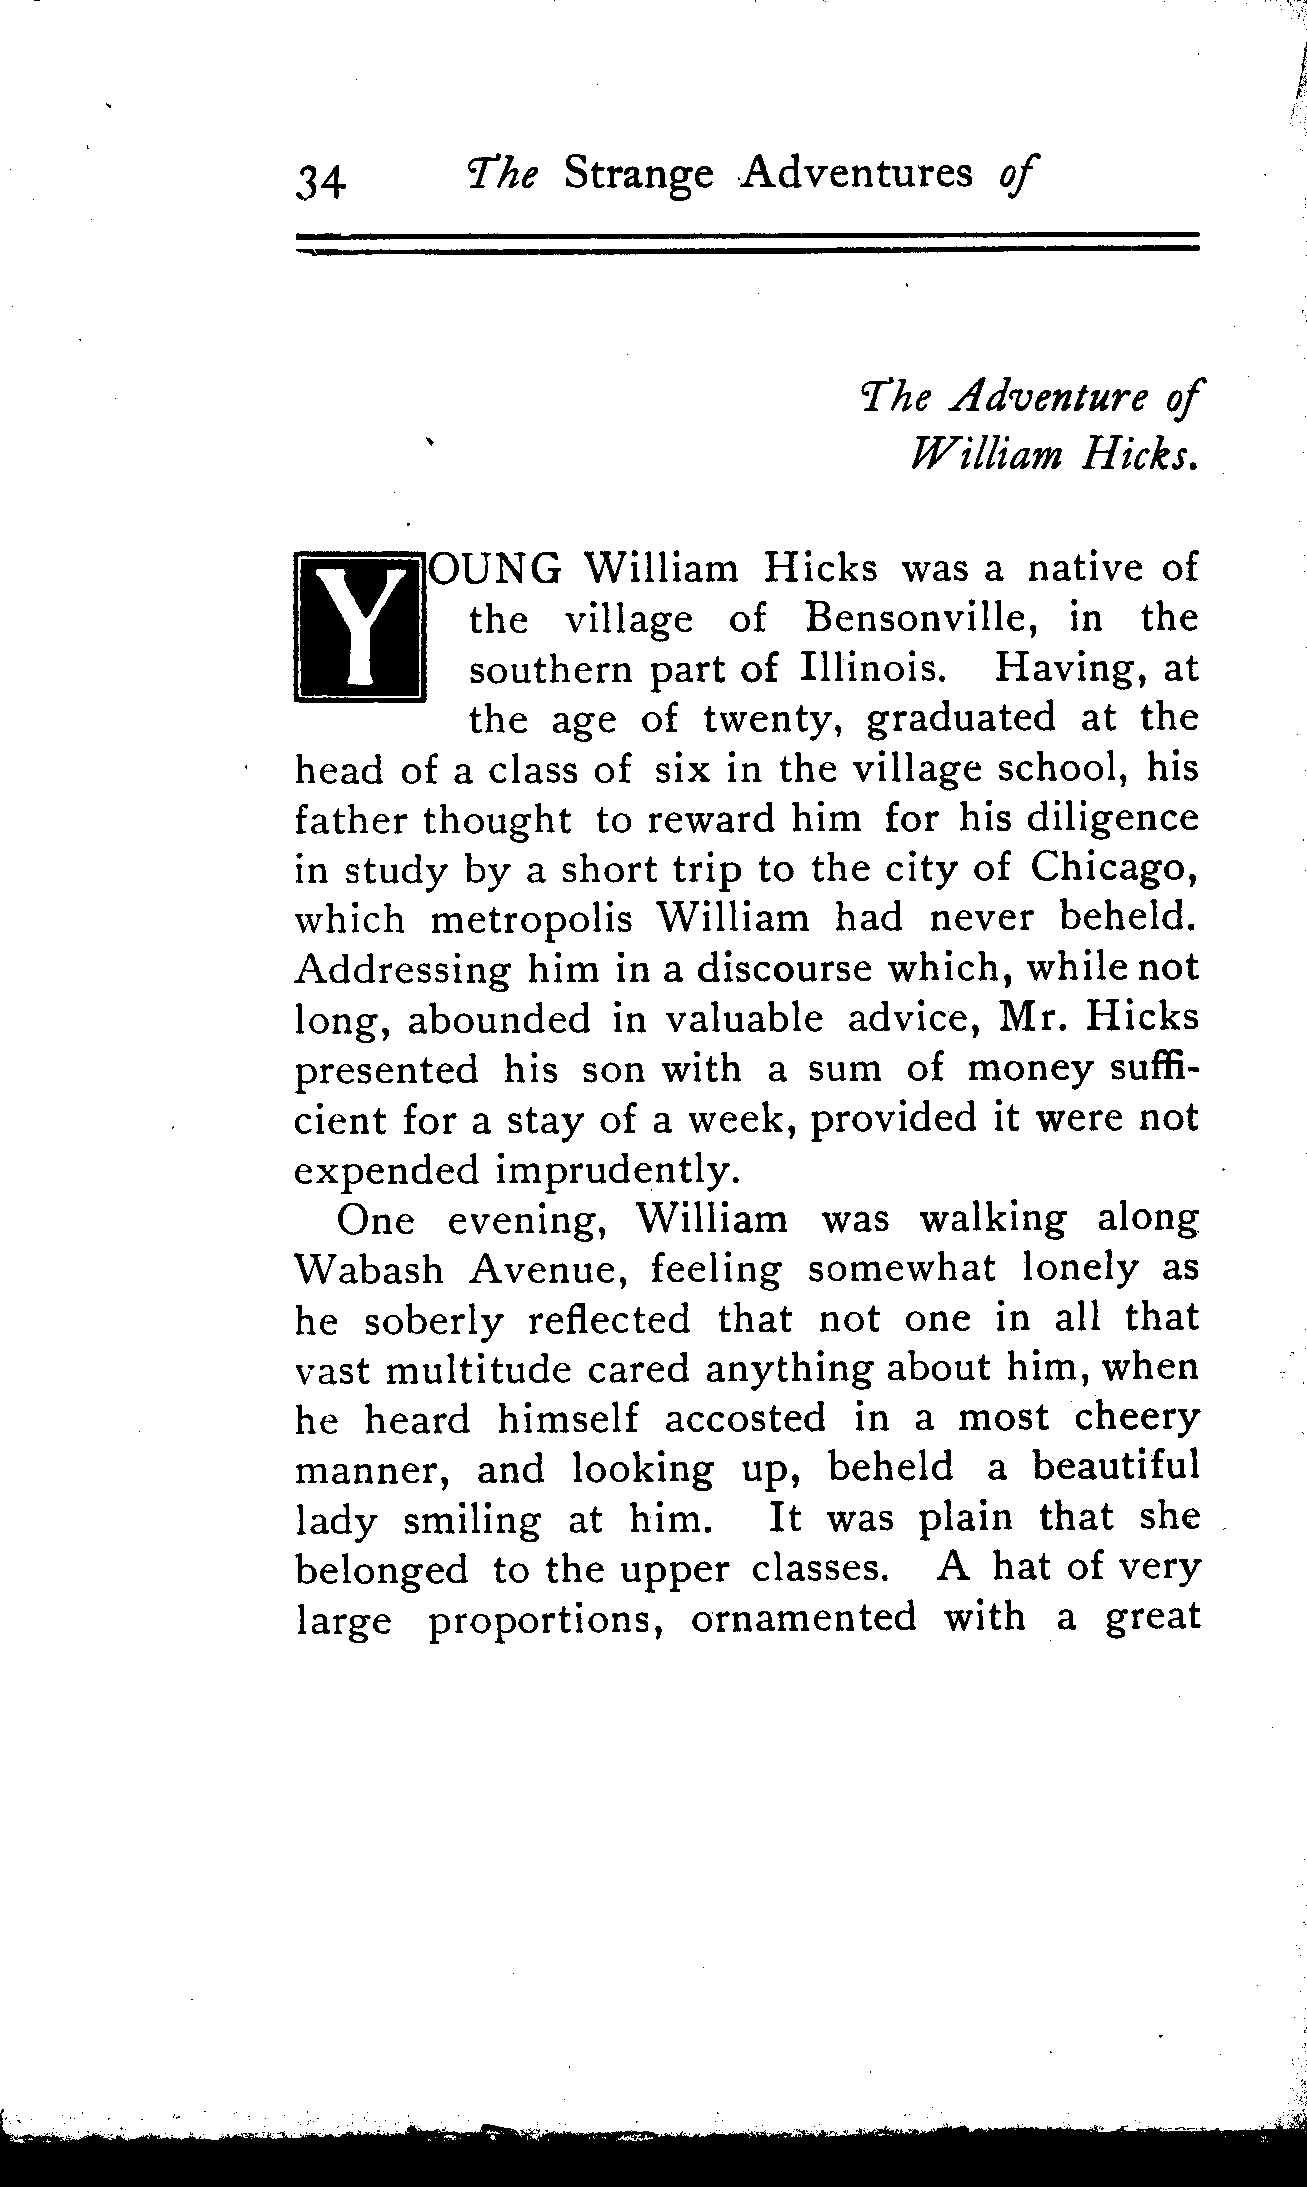 34 The Strange Adventures of
The Adventure of
William Hicks.
YOUNG William Hicks was a native of
the village of Bensonville, in the
southern part of Illinois. Having, at
the age of twenty, graduated at the
head of a class of six in the village school, his
father thought to reward him for his diligence
in study by a short trip to the city of Chicago,
which metropolis William had never beheld.
Addressing him in a discourse which, while not
long, abounded in valuable advice, Mr. Hicks
presented his son with a sum of money suffi-
cient for a stay of a week, provided it were not
expended imprudently.
One evening, William was walking along
Wabash Avenue, feeling somewhat lonely as
he soberly reflected that not one in all that
vast multitude cared anything about him, when
he heard himself accosted in a most cheery
manner, and looking up, beheld a beautiful
lady smiling at him. It was plain that she
belonged to the upper classes. A hat of very
large proportions, ornamented with a great